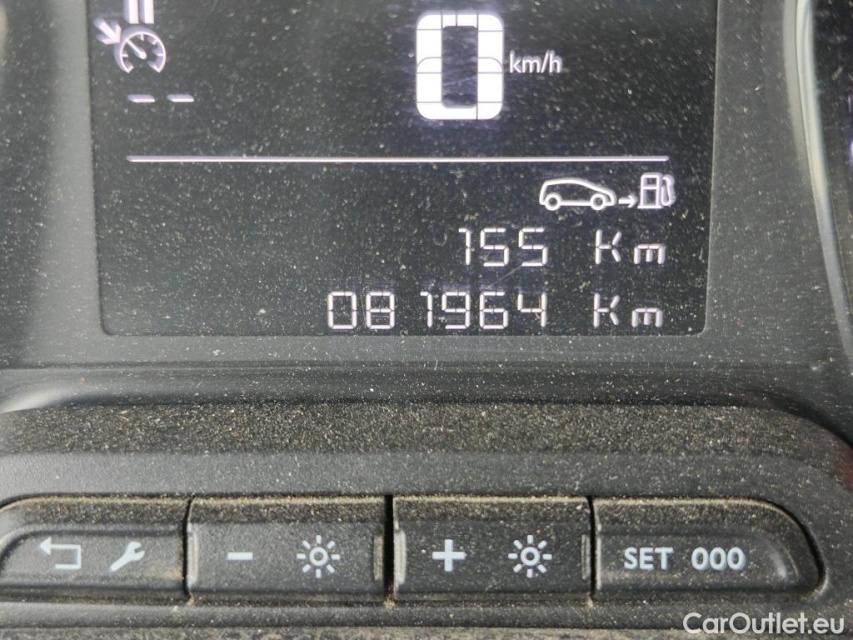 0 km/h
-- --
155 Km
081964 Km
- +
SET 000
CarOutlet.eu